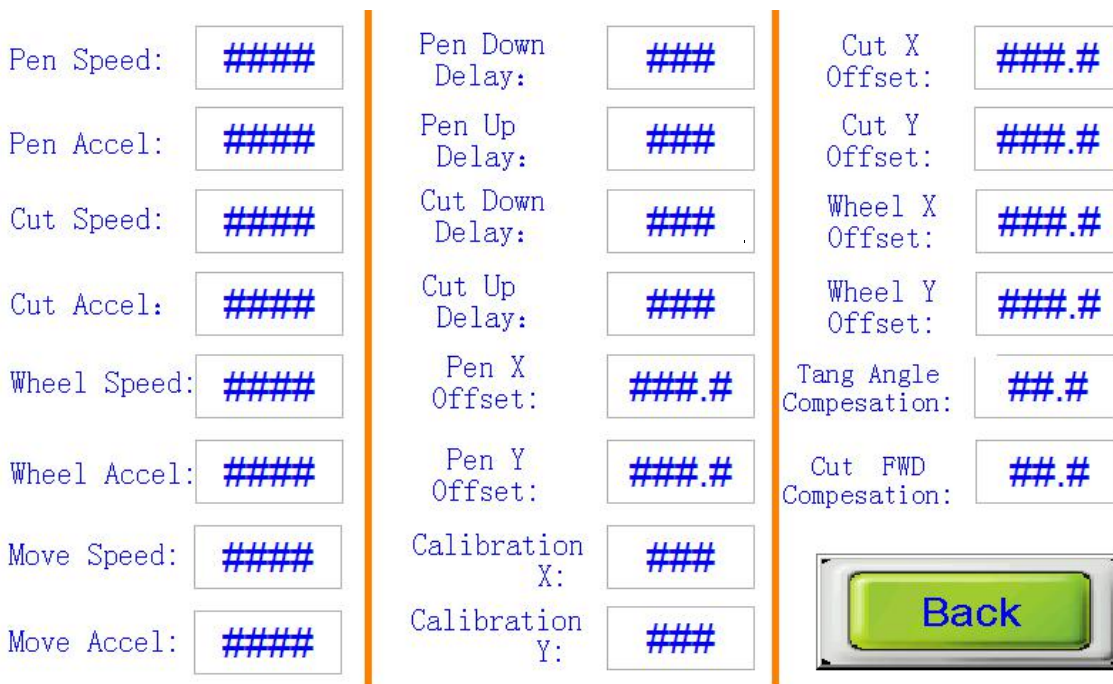 Pen Speed: ####
Pen Accel: ####
Cut Speed: ####
Cut Accel: ####
Wheel Speed: ####
Wheel Accel: ####
Move Speed: ####
Move Accel: ####
Pen Down
Delay: ###
Pen Up
Delay: ###
Cut Down
Delay: ###
Cut Up
Delay: ###
Pen X
Offset: ###.#
Pen Y
Offset: ###.#
Calibration
X: ###
Calibration
Y: ###
Cut X
Offset: ###.#
Cut Y
Offset: ###.#
Wheel X
Offset: ###.#
Wheel Y
Offset: ###.#
Tang Angle
Compesation: ##.#
Cut FWD
Compesation: ##.#
Back